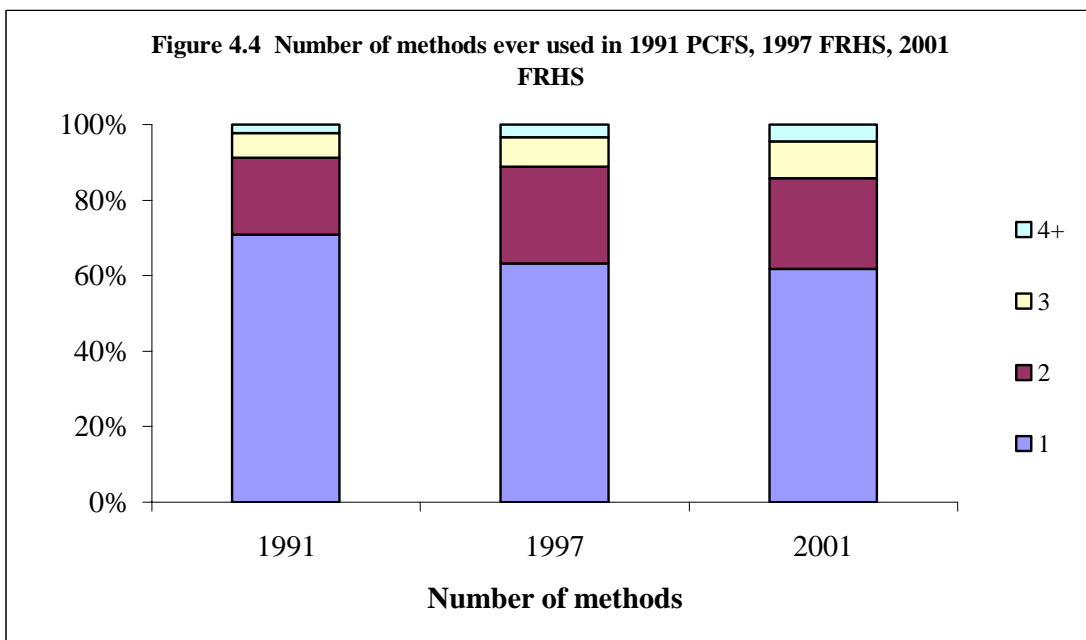 Figure 4.4 Number of methods ever used in 1991 PCFS, 1997 FRHS, 2001
FRHS
100%
80%
60%
40%
20%
0%
1991 1997 2001
Number of methods
4+
3
2
1